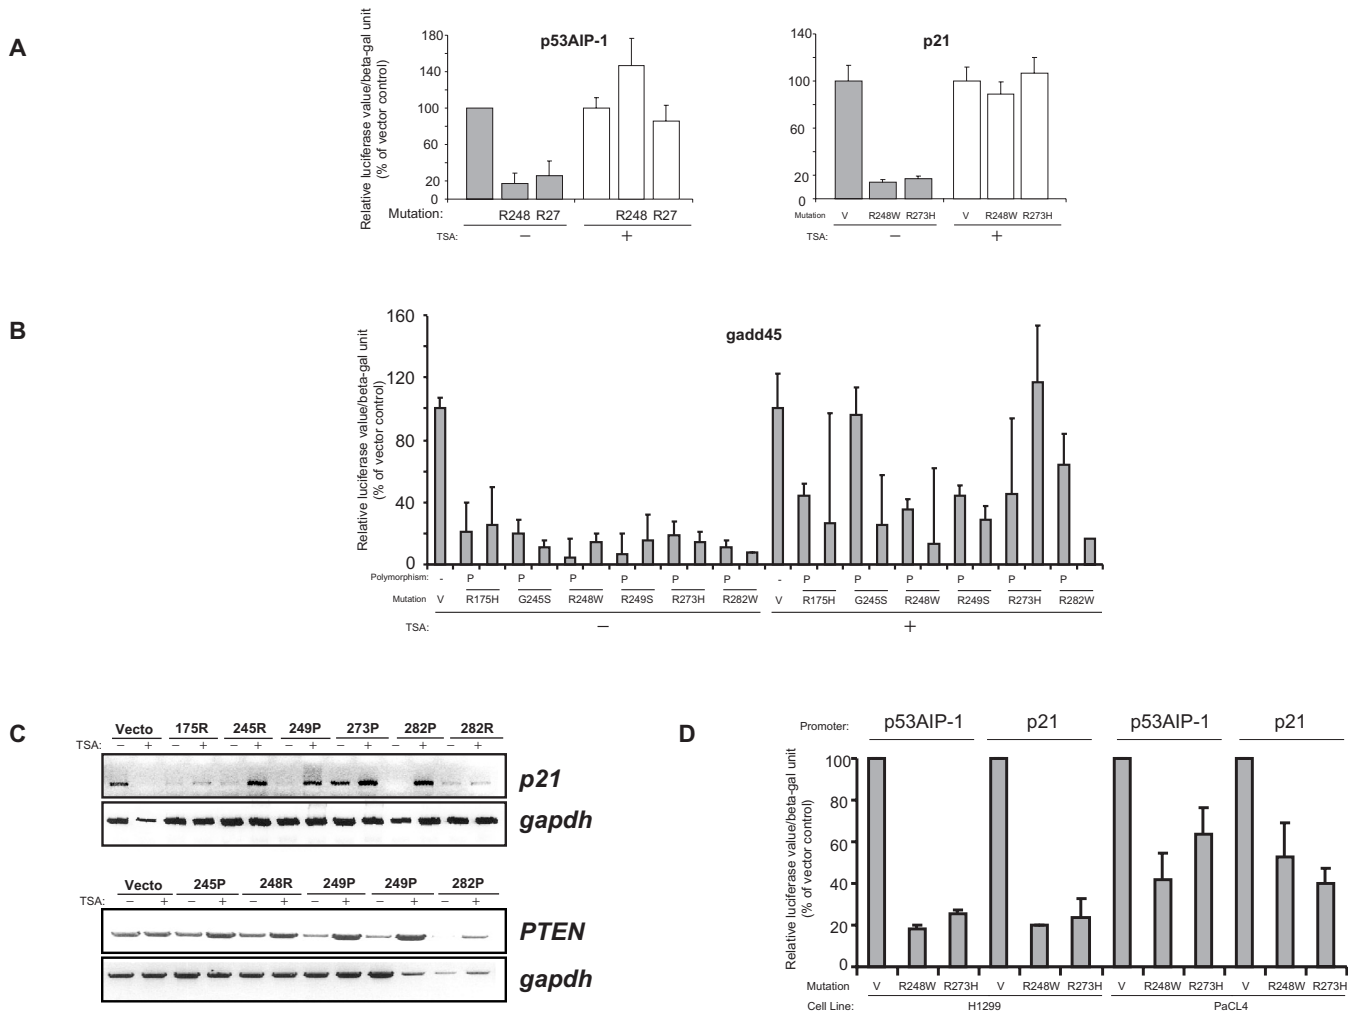 A
p53AIP-1
Relative luciferase value/beta-gal unit
(% of vector control)
180
140
100
60
20
0
Mutation: R248 R27 R248 R27
TSA: – +
p21
140
100
60
20
0
Mutation V R248W R273H V R248W R273H
TSA: – +
B
gadd45
Relative luciferase value/beta-gal unit
(% of vector control)
160
120
80
40
0
Polymorphism: - P P P P P P - P P P P P P
Mutation V R175H G245S R248W R249S R273H R282W V R175H G245S R248W R249S R273H R282W
TSA: – +
C
Vecto 175R 245R 249P 273P 282P 282R
TSA: – + – + – + – + – + – + – +
p21
gapdh
Vecto 245P 248R 249P 249P 282P
TSA: – + – + – + – + – + – +
PTEN
gapdh
D
Promoter: p53AIP-1 p21 p53AIP-1 p21
Relative luciferase value/beta-gal unit
(% of vector control)
100
80
60
40
20
0
Mutation V R248W R273H V R248W R273H V R248W R273H V R248W R273H
Cell Line: H1299 PaCL4